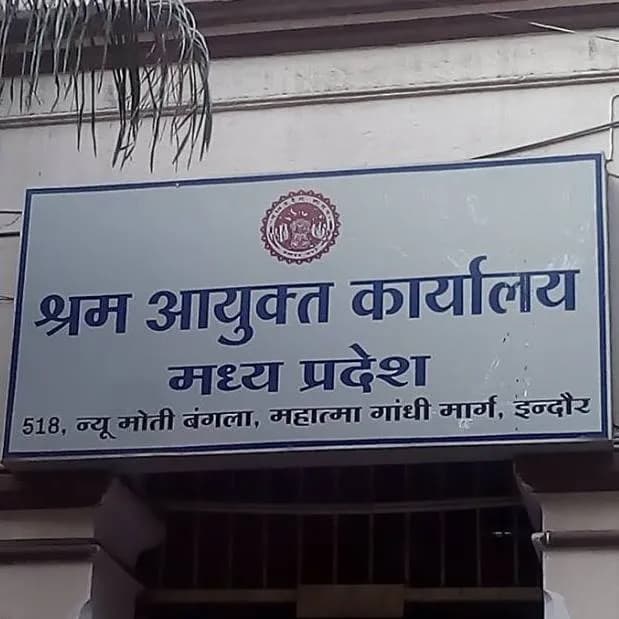 श्रम आयुक्त कार्यालय
मध्य प्रदेश
518, न्यू मोती बंगला, महात्मा गांधी मार्ग, इन्दौर